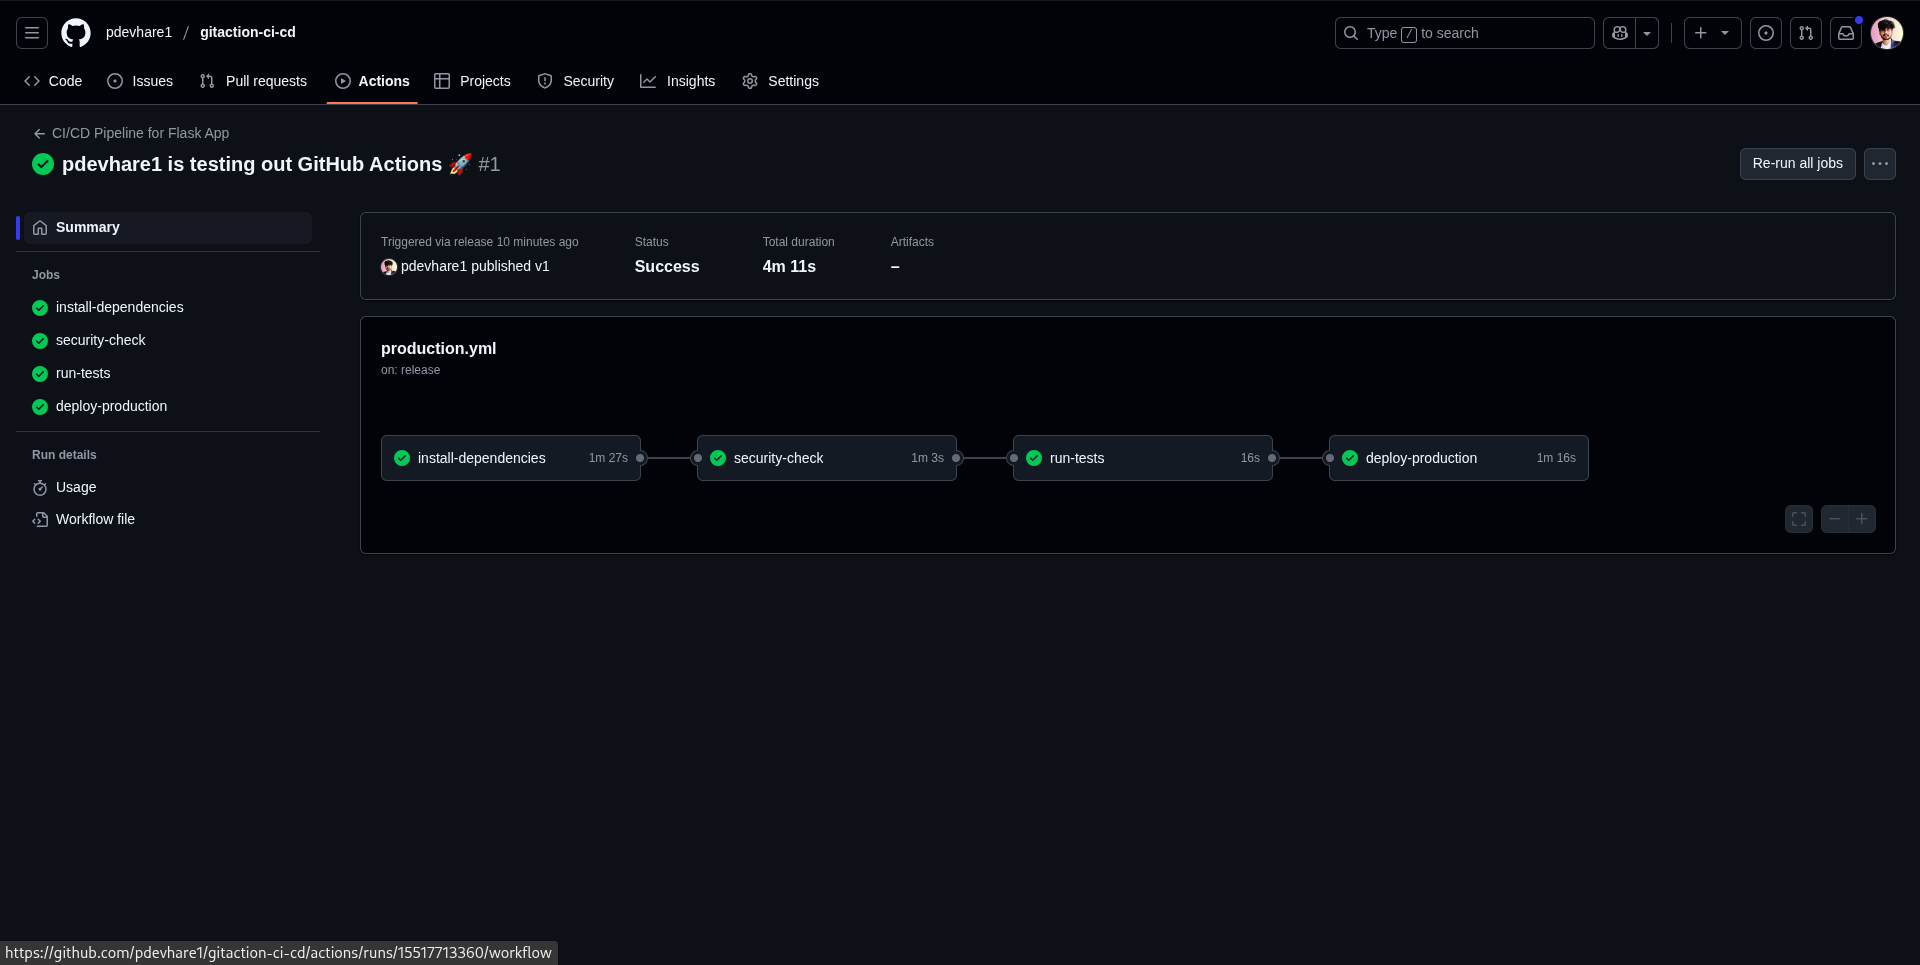 pdevhare1 / gitaction-ci-cd
Type / to search
Code Issues Pull requests Actions Projects Security Insights Settings
CI/CD Pipeline for Flask App
pdevhare1 is testing out GitHub Actions 🚀 #1
Re-run all jobs
Summary
Jobs
install-dependencies
security-check
run-tests
deploy-production
Run details
Usage
Workflow file
Triggered via release 10 minutes ago
pdevhare1 published v1
Status
Success
Total duration
4m 11s
Artifacts
–
production.yml
on: release
install-dependencies 1m 27s
security-check 1m 3s
run-tests 16s
deploy-production 1m 16s
https://github.com/pdevhare1/gitaction-ci-cd/actions/runs/15517713360/workflow